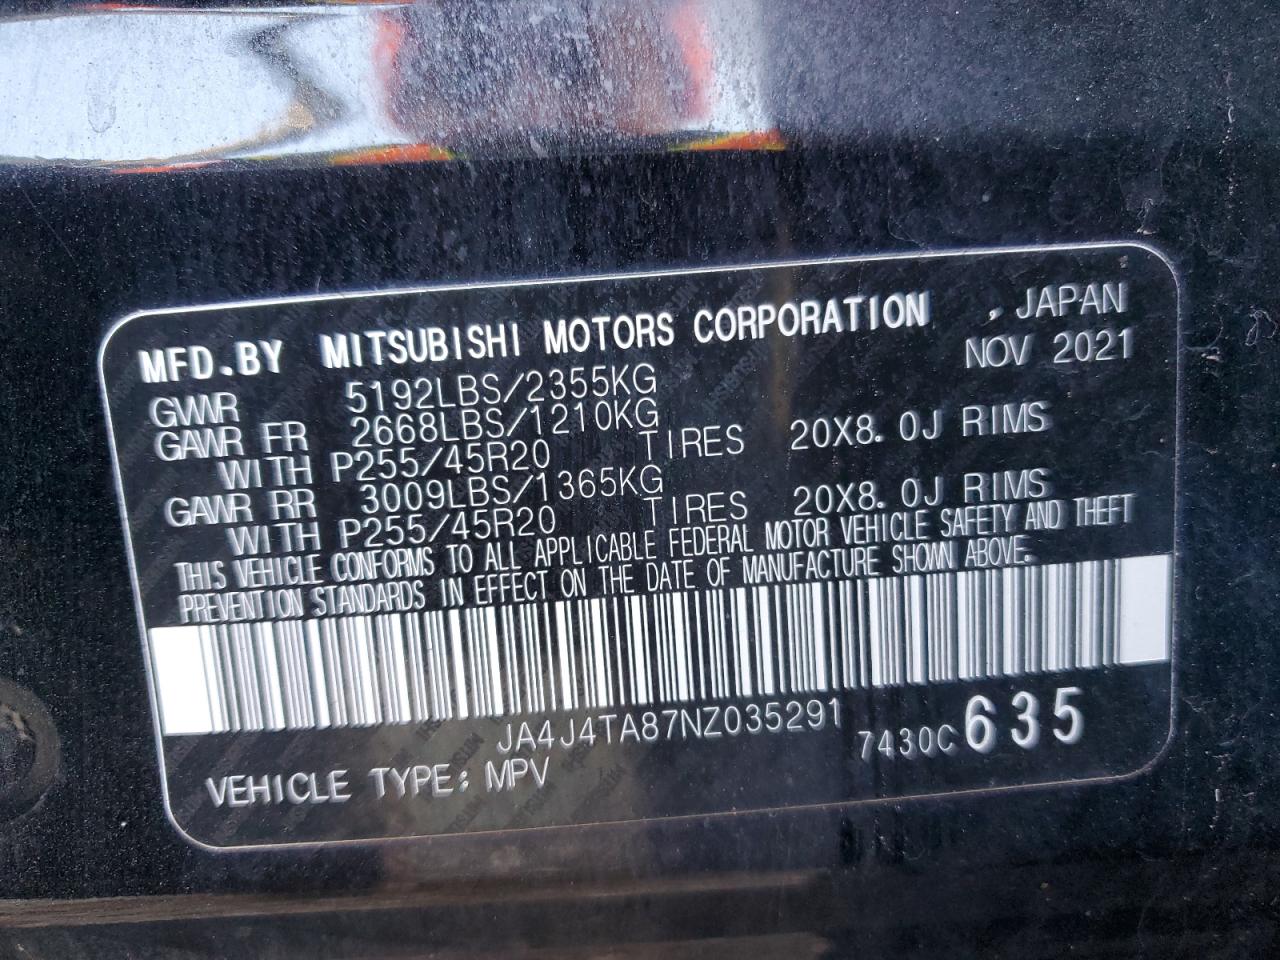 MFD.BY MITSUBISHI MOTORS CORPORATION , JAPAN
NOV 2021
GVWR 5192LBS/2355KG
GAWR FR 2668LBS/1210KG
WITH P255/45R20 TIRES 20X8.0J RIMS
GAWR RR 3009LBS/1365KG
WITH P255/45R20 TIRES 20X8.0J RIMS
THIS VEHICLE CONFORMS TO ALL APPLICABLE FEDERAL MOTOR VEHICLE SAFETY AND THEFT
PREVENTION STANDARDS IN EFFECT ON THE DATE OF MANUFACTURE SHOWN ABOVE.
JA4J4TA87NZ035291 7430C 635
VEHICLE TYPE: MPV